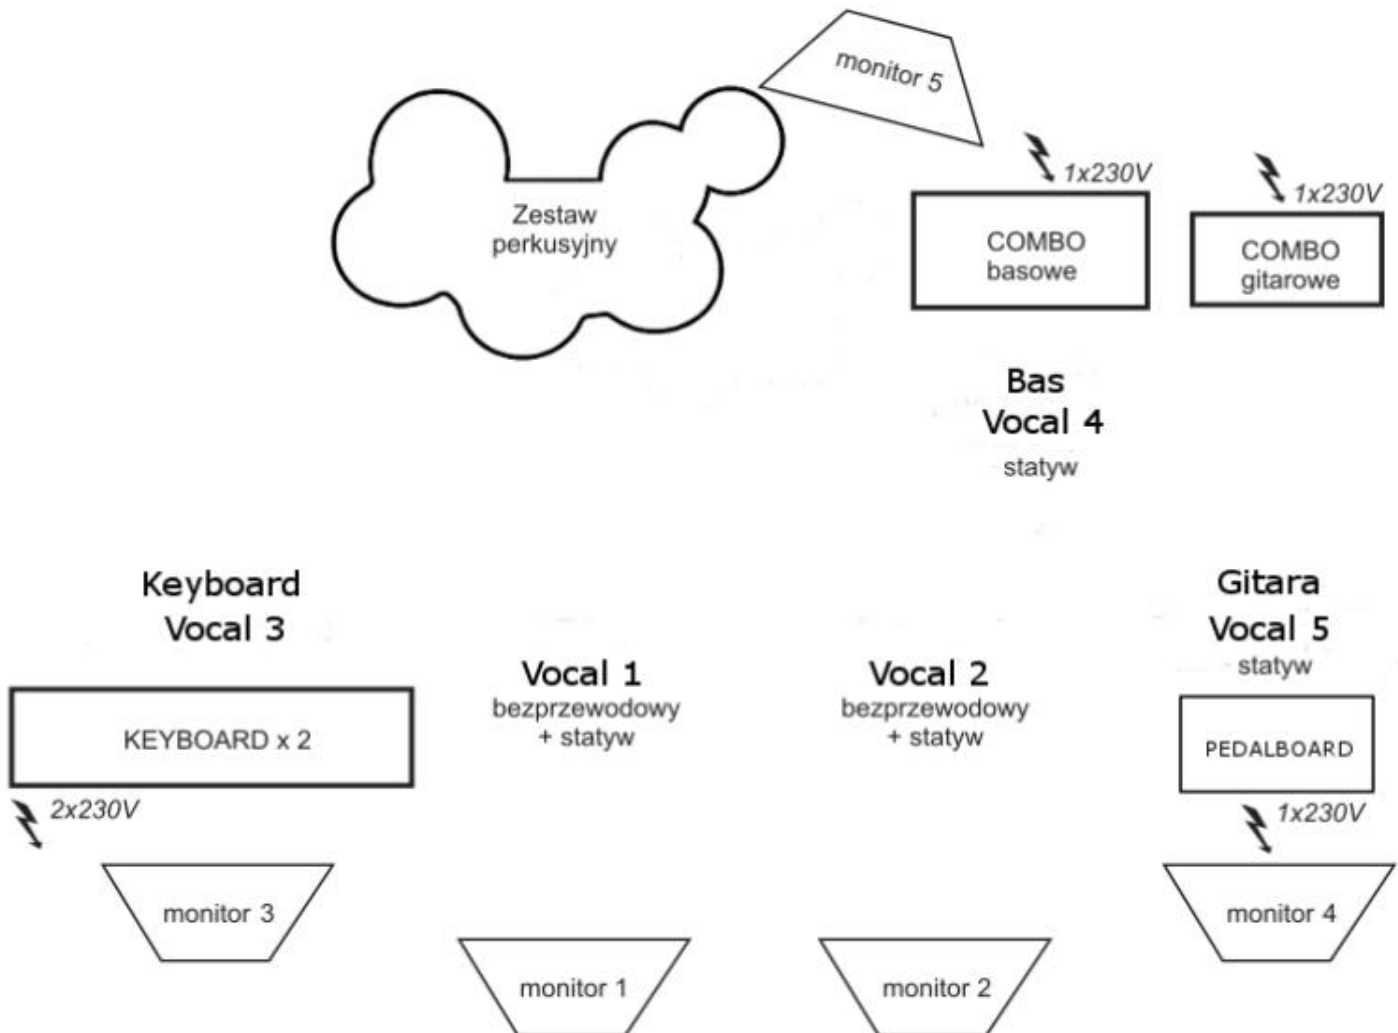 monitor 5
1x230V
1x230V
Zestaw
perkusyjny
COMBO
basowe
COMBO
gitarowe
Bas
Vocal 4
statyw
Keyboard
Vocal 3
Gitara
Vocal 5
statyw
Vocal 1
bezprzewodowy
+ statyw
Vocal 2
bezprzewodowy
+ statyw
KEYBOARD x 2
PEDALBOARD
2x230V
1x230V
monitor 3
monitor 4
monitor 1
monitor 2